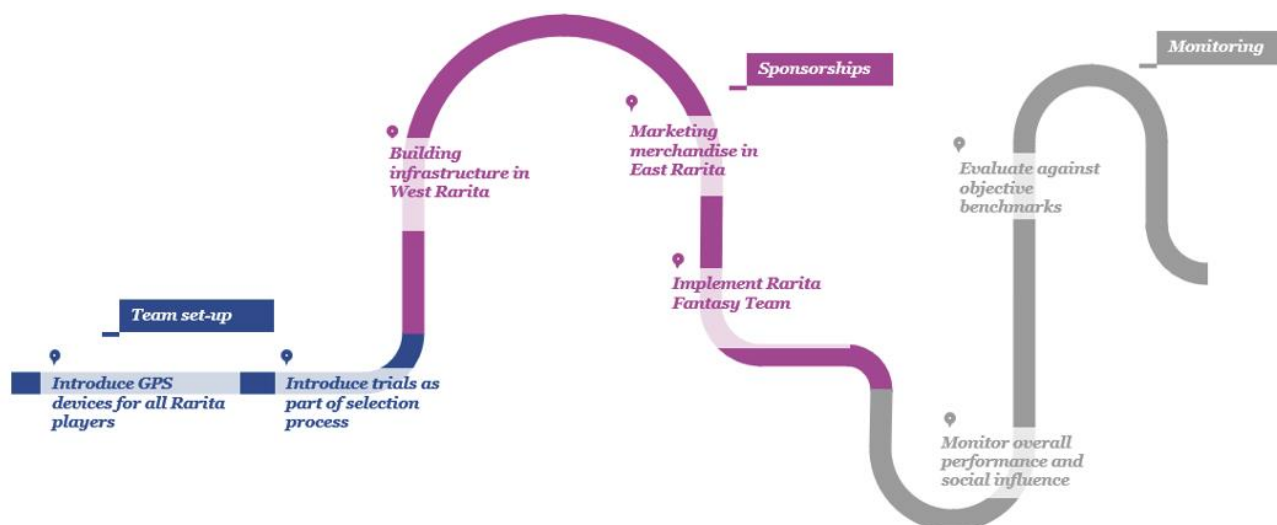 Team set-up
Introduce GPS
devices for all Rarita
players
Introduce trials as
part of selection
process
Building
infrastructure in
West Rarita
Sponsorships
Marketing
merchandise in
East Rarita
Implement Rarita
Fantasy Team
Monitoring
Monitor overall
performance and
social influence
Evaluate against
objective
benchmarks